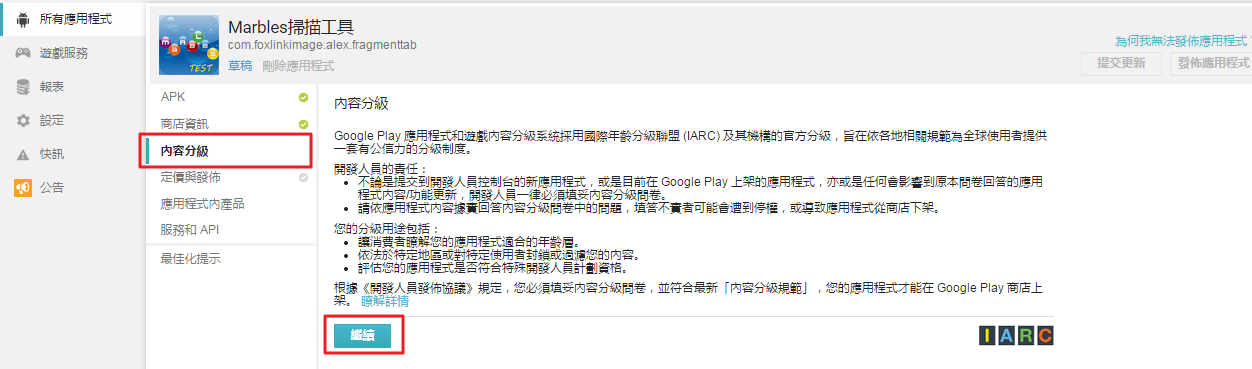 所有應用程式
遊戲服務
報表
設定
快訊
公告
Marbles掃描工具
com.foxlinkimage.alex.fragmenttab
草稿 刪除應用程式
為何我無法發佈應用程式
提交更新 發佈應用程式
APK
商店資訊
內容分級
定價與發佈
應用程式內產品
服務和 API
最佳化提示
內容分級
Google Play 應用程式和遊戲內容分級系統採用國際年齡分級聯盟 (IARC) 及其機構的官方分級，旨在依各地相關規範為全球使用者提供
一套有公信力的分級制度。
開發人員的責任：
• 不論是提交到開發人員控制台的新應用程式，或是目前在 Google Play 上架的應用程式，亦或是任何會影響到原本問卷回答的應用
程式內容/功能更新，開發人員一律必須填妥內容分級問卷。
• 請依應用程式內容據實回答內容分級問卷中的問題，填答不實者可能會遭到停權，或導致應用程式從商店下架。
您的分級用途包括：
• 讓消費者瞭解您的應用程式適合的年齡層。
• 依法於特定地區或對特定使用者封鎖或過濾您的內容。
• 評估您的應用程式是否符合特殊開發人員計劃資格。
根據《開發人員發佈協議》規定，您必須填妥內容分級問卷，並符合最新「內容分級規範」，您的應用程式才能在 Google Play 商店上
架。 瞭解詳情
繼續
IARC
TEST